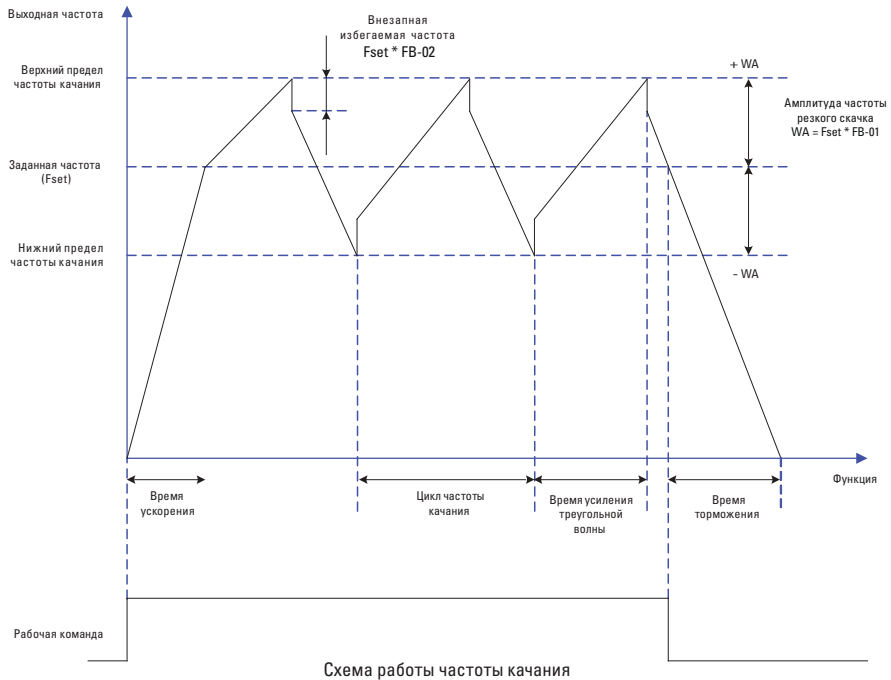 Выходная частота
Внезапная
избегаемая частота
Fset * FB-02
Верхний предел
частоты качания
+ WA
Амплитуда частоты
резкого скачка
WA = Fset * FB-01
Заданная частота
(Fset)
Нижний предел
частоты качания
- WA
Функция
Время
ускорения
Цикл частоты
качания
Время усиления
треугольной
волны
Время
торможения
Рабочая команда
Схема работы частоты качания